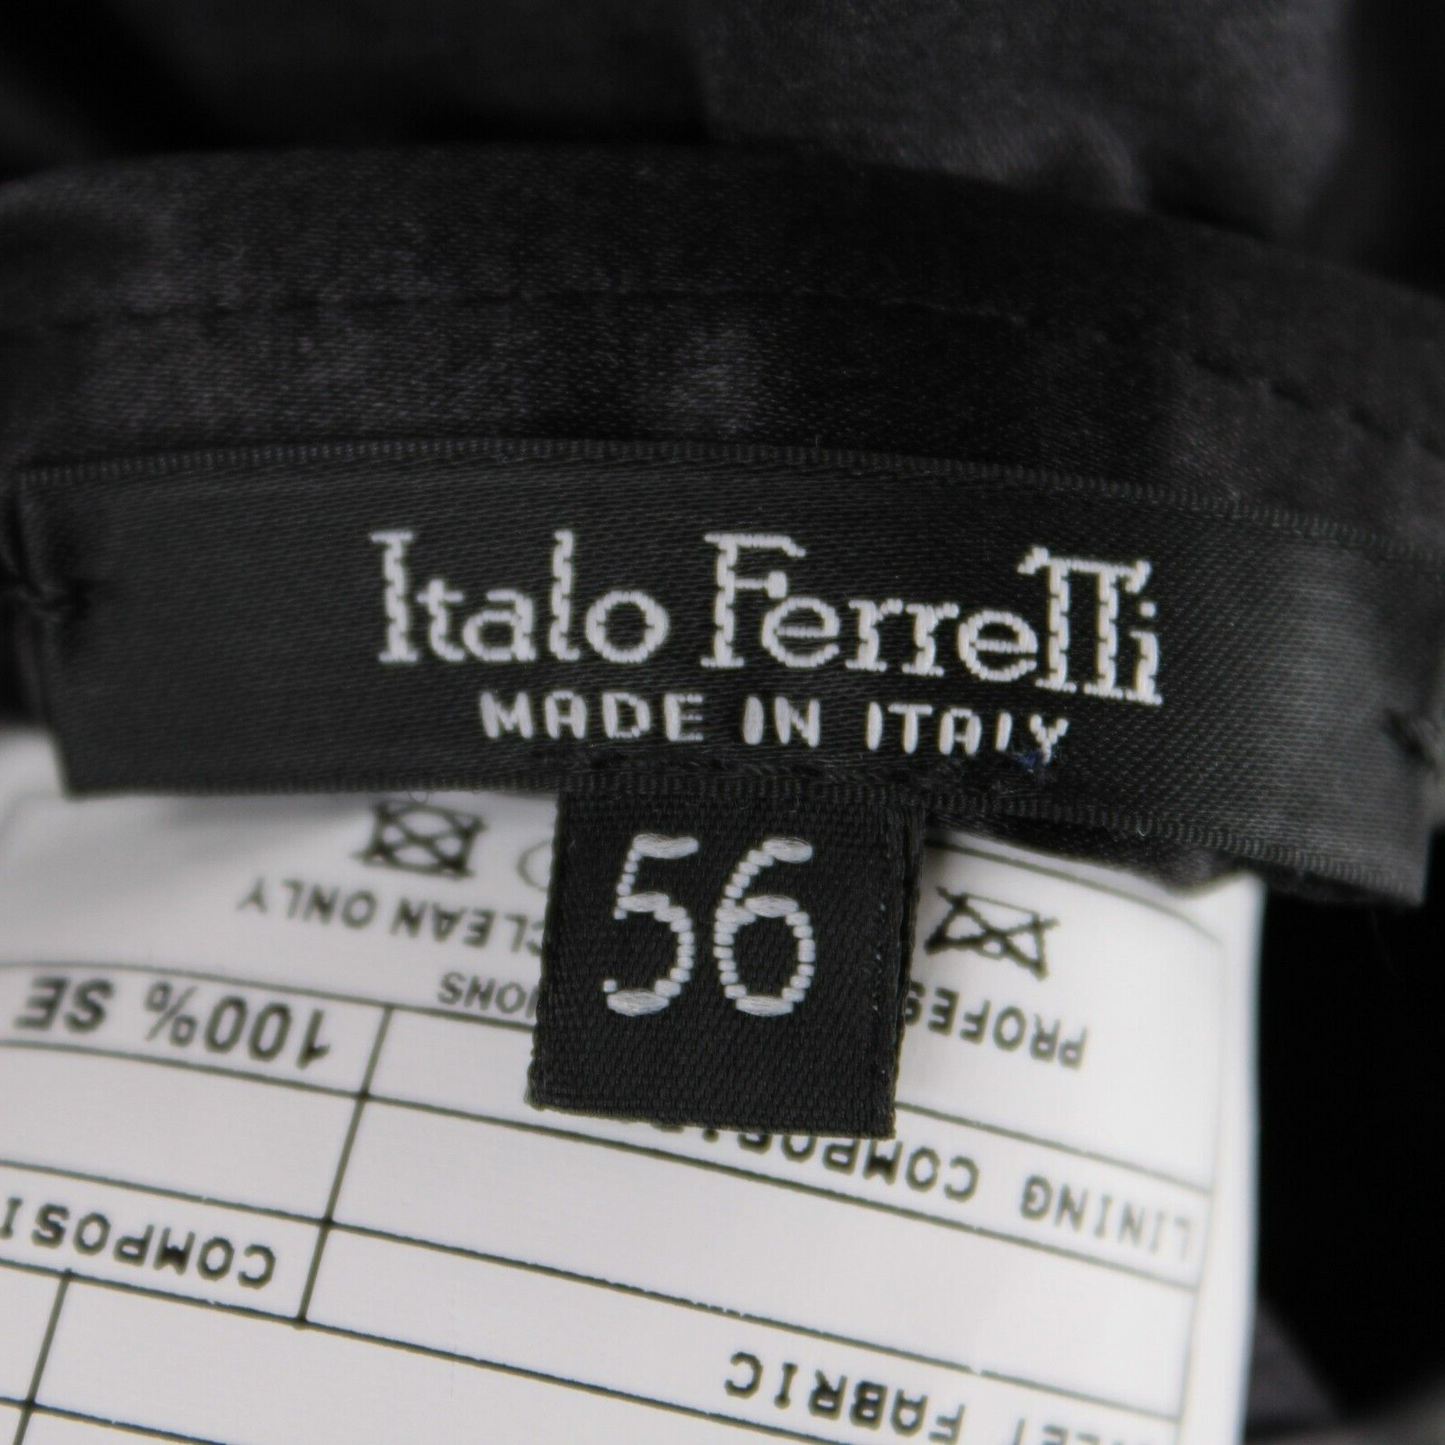 Italo Ferretti
MADE IN ITALY
56
PROFES
CLEAN ONLY
LINING COMPOSI
100% SE
FABRIC
COMPOSI